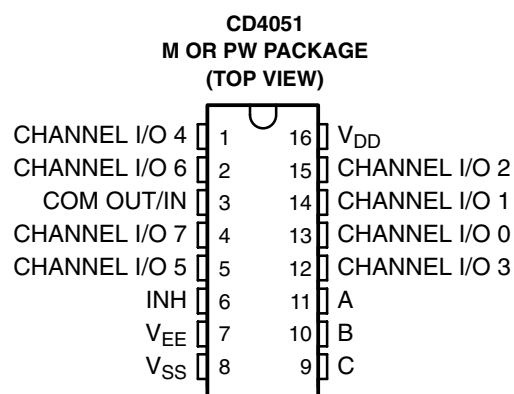 CD4051
M OR PW PACKAGE
(TOP VIEW)
CHANNEL I/O 4 1 16 VDD
CHANNEL I/O 6 2 15 CHANNEL I/O 2
COM OUT/IN 3 14 CHANNEL I/O 1
CHANNEL I/O 7 4 13 CHANNEL I/O 0
CHANNEL I/O 5 5 12 CHANNEL I/O 3
INH 6 11 A
VEE 7 10 B
VSS 8 9 C